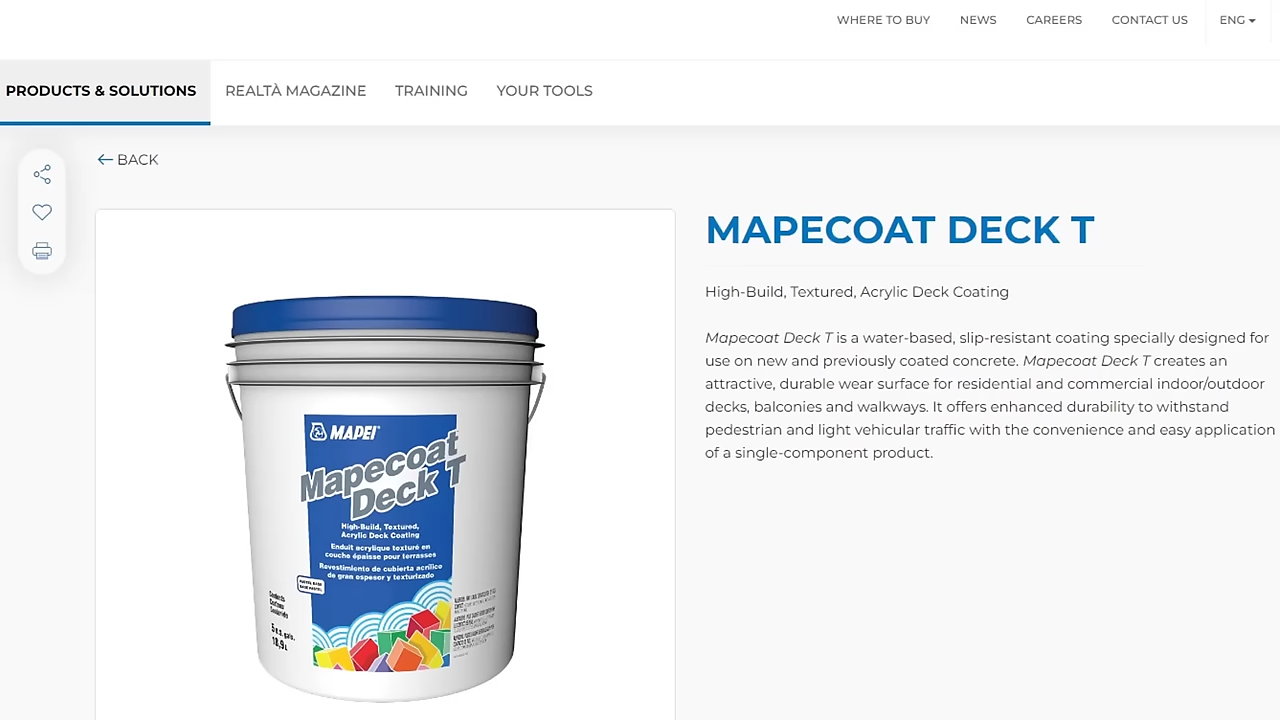 WHERE TO BUY NEWS CAREERS CONTACT US ENG
PRODUCTS & SOLUTIONS REALTÀ MAGAZINE TRAINING YOUR TOOLS
BACK
MAPECOAT DECK T
High-Build, Textured, Acrylic Deck Coating
Mapecoat Deck T is a water-based, slip-resistant coating specially designed for
use on new and previously coated concrete. Mapecoat Deck T creates an
attractive, durable wear surface for residential and commercial indoor/outdoor
decks, balconies and walkways. It offers enhanced durability to withstand
pedestrian and light vehicular traffic with the convenience and easy application
of a single-component product.
MAPEI
Mapecoat
Deck T
High-Build, Textured,
Acrylic Deck Coating
Enduit acrylique texturé en
couche épaisse pour terrasses
Revestimiento de cubierta acrílico
de gran espesor y texturizado
5 U.S. gals.
18,9 L